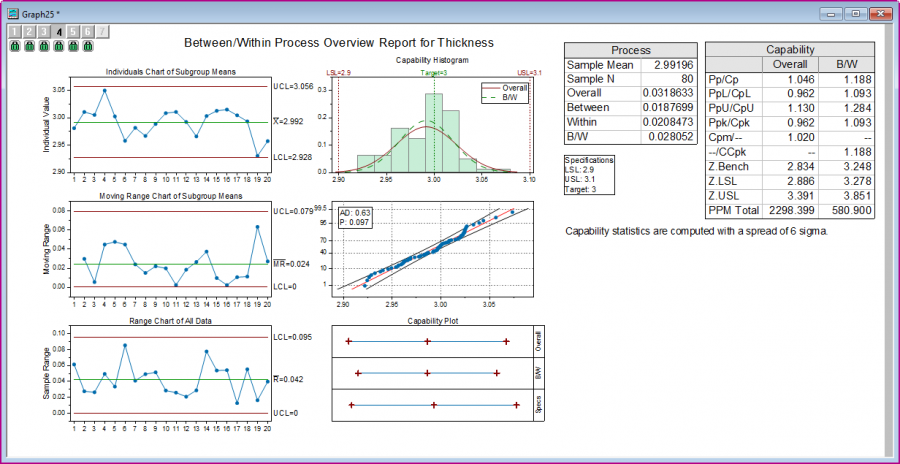 Graph25 *
1 2 3 4 5 6 7
Between/Within Process Overview Report for Thickness
Individuals Chart of Subgroup Means
Individual Value
3.05
3.00
2.95
2.90
1 2 3 4 5 6 7 8 9 10 11 12 13 14 15 16 17 18 19 20
UCL=3.056
X=2.992
LCL=2.928
Capability Histogram
LSL=2.9 Target=3 USL=3.1
Overall
B/W
0.3
0.2
0.1
0.0
2.90 2.95 3.00 3.05 3.10
Moving Range Chart of Subgroup Means
Moving Range
0.08
0.06
0.04
0.02
0.00
1 2 3 4 5 6 7 8 9 10 11 12 13 14 15 16 17 18 19 20
UCL=0.079
MR=0.024
LCL=0
AD: 0.63
P: 0.097
99.5
95
70
40
10
1
2.90 2.95 3.00 3.05
Range Chart of All Data
Sample Range
0.10
0.08
0.06
0.04
0.02
0.00
1 2 3 4 5 6 7 8 9 10 11 12 13 14 15 16 17 18 19 20
LCL=0.095
R=0.042
UCL=0
Capability Plot
Overall
B/W
Specs
Process
Sample Mean 2.99196
Sample N 80
Overall 0.0318633
Between 0.0187699
Within 0.0208473
B/W 0.028052
Specifications
LSL: 2.9
USL: 3.1
Target: 3
Capability
Overall B/W
Pp/Cp 1.046 1.188
PpL/CpL 0.962 1.093
PpU/CpU 1.130 1.284
Ppk/Cpk 0.962 1.093
Cpm/-- 1.020 --
--/CCpk -- 1.188
Z.Bench 2.834 3.248
Z.LSL 2.886 3.278
Z.USL 3.391 3.851
PPM Total 2298.399 580.900
Capability statistics are computed with a spread of 6 sigma.